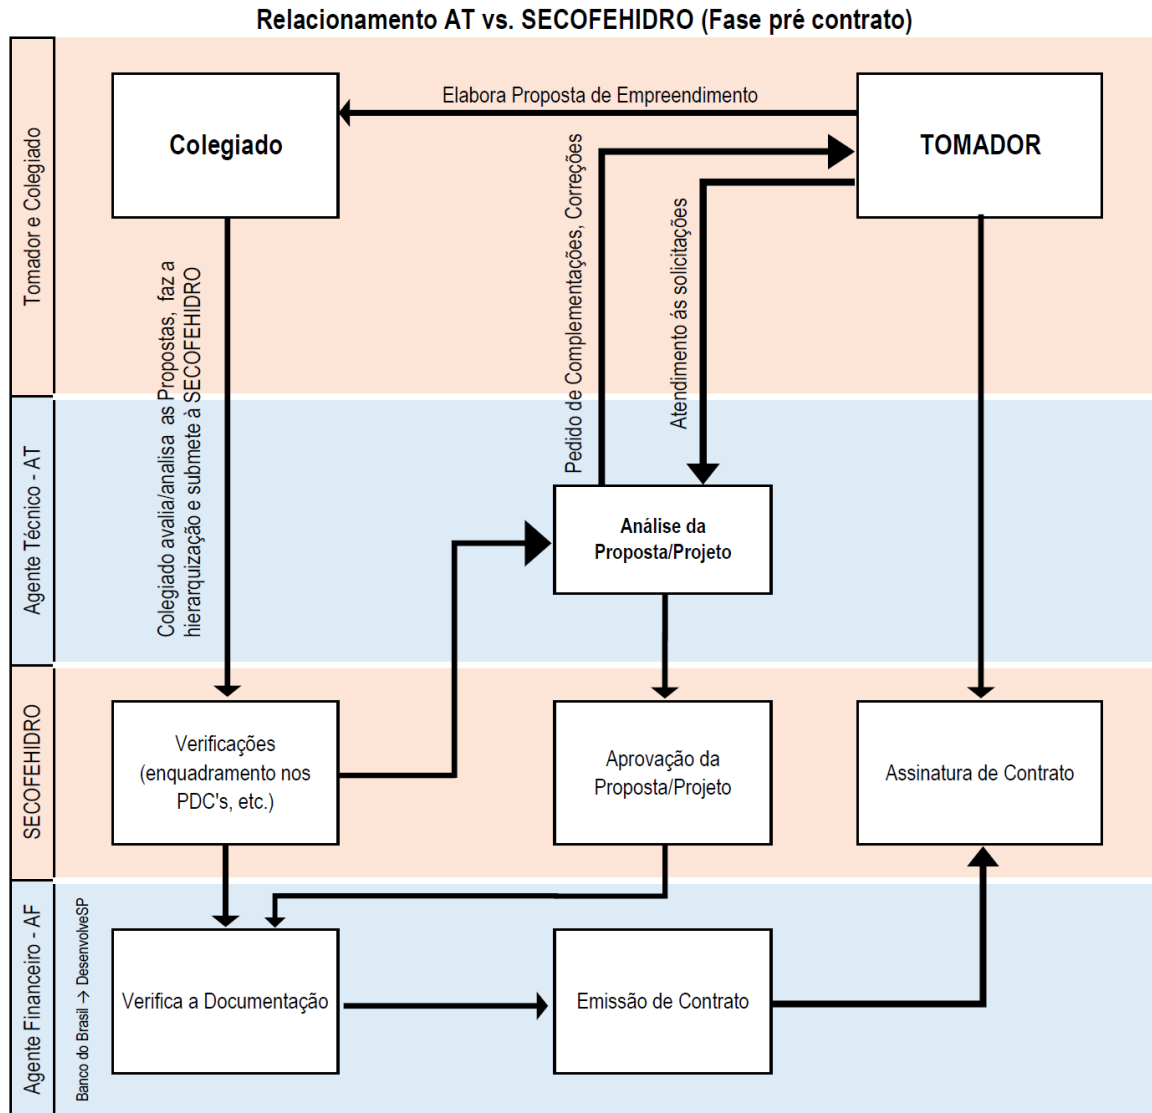 Relacionamento AT vs. SECOFEHIDRO (Fase pré contrato)
Tomador e Colegiado
Colegiado
Elabora Proposta de Empreendimento
TOMADOR
Colegiado avalia/analisa as Propostas, faz a
hierarquização e submete à SECOFEHIDRO
Pedido de Complementações, Correções
Atendimento ás solicitações
Agente Técnico - AT
Análise da
Proposta/Projeto
SECOFEHIDRO
Verificações
(enquadramento nos
PDC's, etc.)
Aprovação da
Proposta/Projeto
Assinatura de Contrato
Agente Financeiro - AF
Banco do Brasil → DesenvolveSP
Verifica a Documentação
Emissão de Contrato